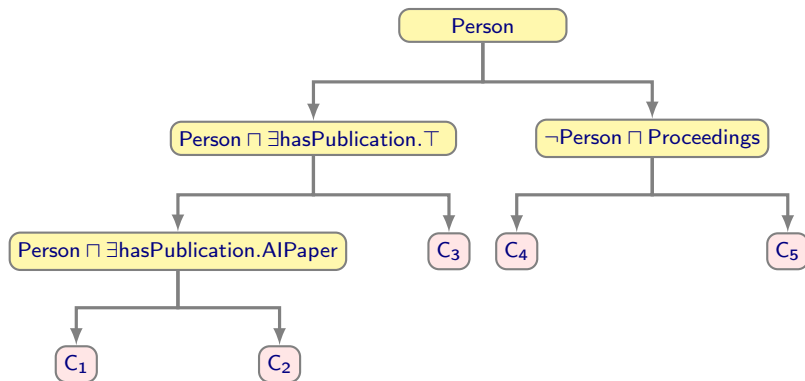 Person
Person ⊓ ∃hasPublication.⊤
¬Person ⊓ Proceedings
Person ⊓ ∃hasPublication.AIPaper
C₃
C₄
C₅
C₁
C₂